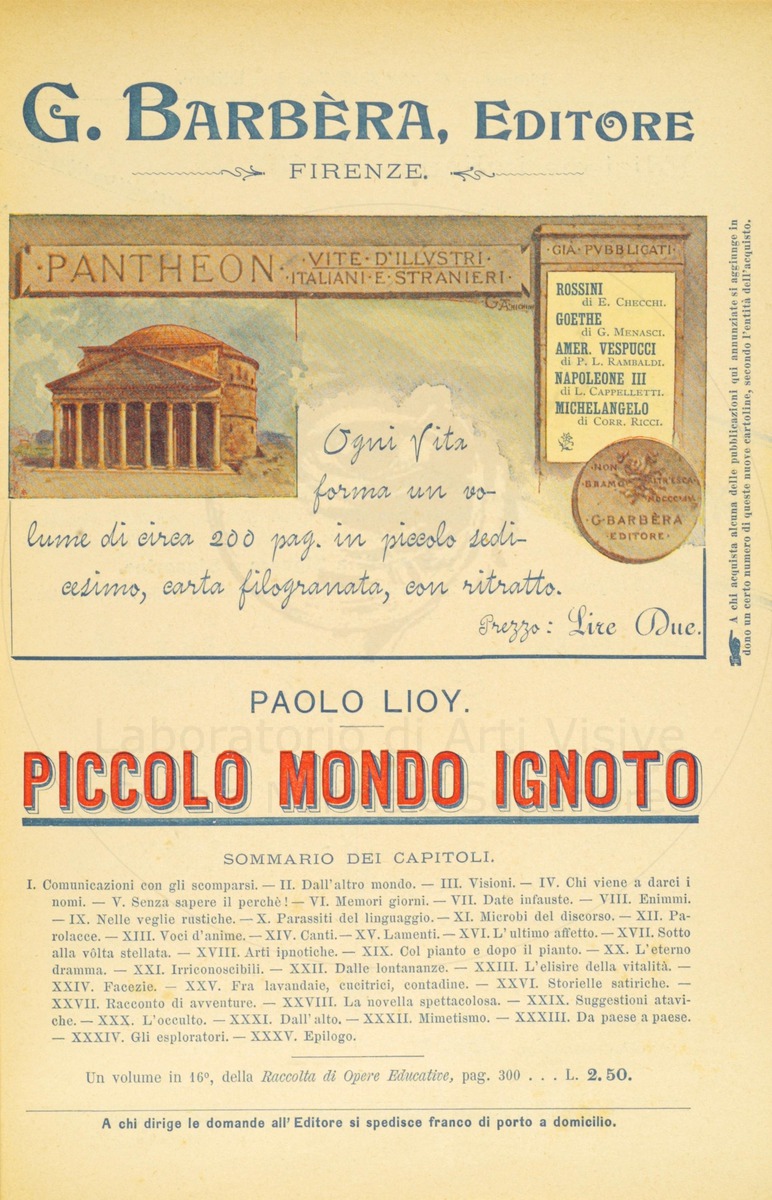 G. BARBÈRA, EDITORE
FIRENZE.
·PANTHEON· ·VITE·D'ILLVSTRI·
·ITALIANI·E·STRANIERI·
·GIÀ·PVBBLICATI·
ROSSINI
di E. CHECCHI.
GOETHE
di G. MENASCI.
AMER. VESPUCCI
di P. L. RAMBALDI.
NAPOLEONE III
di L. CAPPELLETTI.
MICHELANGELO
di CORR. RICCI.
·NON·
BRAMO ALTR'ESCA·
·G·BARBÈRA
EDITORE·
Ogni Vita
forma un vo-
lume di circa 200 pag. in piccolo sedi-
cesimo, carta filogranata, con ritratto.
Prezzo: Lire Due.
A chi acquista alcuna delle pubblicazioni qui annunziate si aggiunge in
dono un certo numero di queste nuove cartoline, secondo l'entità dell'acquisto.
PAOLO LIOY.
PICCOLO MONDO IGNOTO
SOMMARIO DEI CAPITOLI.
I. Comunicazioni con gli scomparsi. — II. Dall'altro mondo. — III. Visioni. — IV. Chi viene a darci i
nomi. — V. Senza sapere il perchè! — VI. Memori giorni. — VII. Date infauste. — VIII. Enimmi.
— IX. Nelle veglie rustiche. — X. Parassiti del linguaggio. — XI. Microbi del discorso. — XII. Pa-
rolacce. — XIII. Voci d'anime. — XIV. Canti. — XV. Lamenti. — XVI. L'ultimo affetto. — XVII. Sotto
alla vôlta stellata. — XVIII. Arti ipnotiche. — XIX. Col pianto e dopo il pianto. — XX. L'eterno
dramma. — XXI. Irriconoscibili. — XXII. Dalle lontananze. — XXIII. L'elisire della vitalità. —
XXIV. Facezie. — XXV. Fra lavandaie, cucitrici, contadine. — XXVI. Storielle satiriche. —
XXVII. Racconto di avventure. — XXVIII. La novella spettacolosa. — XXIX. Suggestioni atavi-
che. — XXX. L'occulto. — XXXI. Dall'alto. — XXXII. Mimetismo. — XXXIII. Da paese a paese.
— XXXIV. Gli esploratori. — XXXV. Epilogo.
Un volume in 16°, della Raccolta di Opere Educative, pag. 300 . . . L. 2.50.
A chi dirige le domande all'Editore si spedisce franco di porto a domicilio.
Laboratorio di Arti Visive